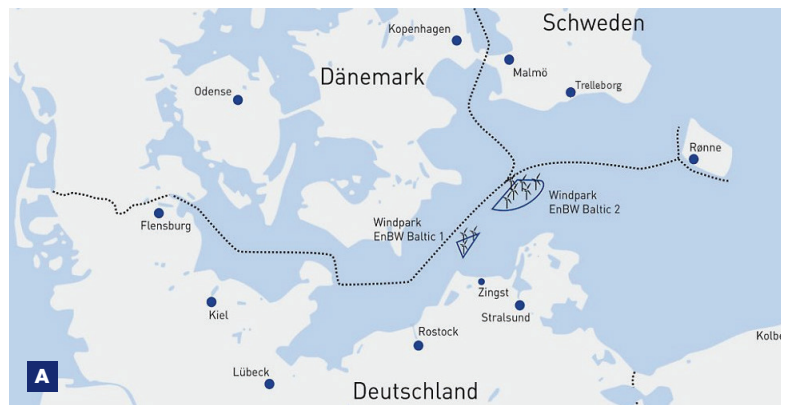 Schweden
Kopenhagen
Malmö
Dänemark
Trelleborg
Odense
Rønne
Windpark
EnBW Baltic 2
Windpark
EnBW Baltic 1
Flensburg
Zingst
Kiel
Stralsund
Rostock
Kolbe
Lübeck
A
Deutschland